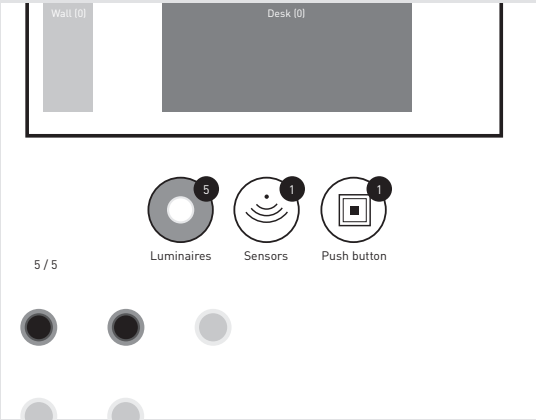 Wall (0)
Desk (0)
5
1
1
Luminaires
Sensors
Push button
5 / 5